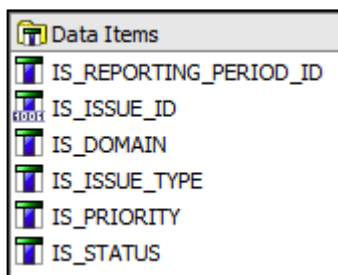 Data Items
IS_REPORTING_PERIOD_ID
IS_ISSUE_ID
IS_DOMAIN
IS_ISSUE_TYPE
IS_PRIORITY
IS_STATUS